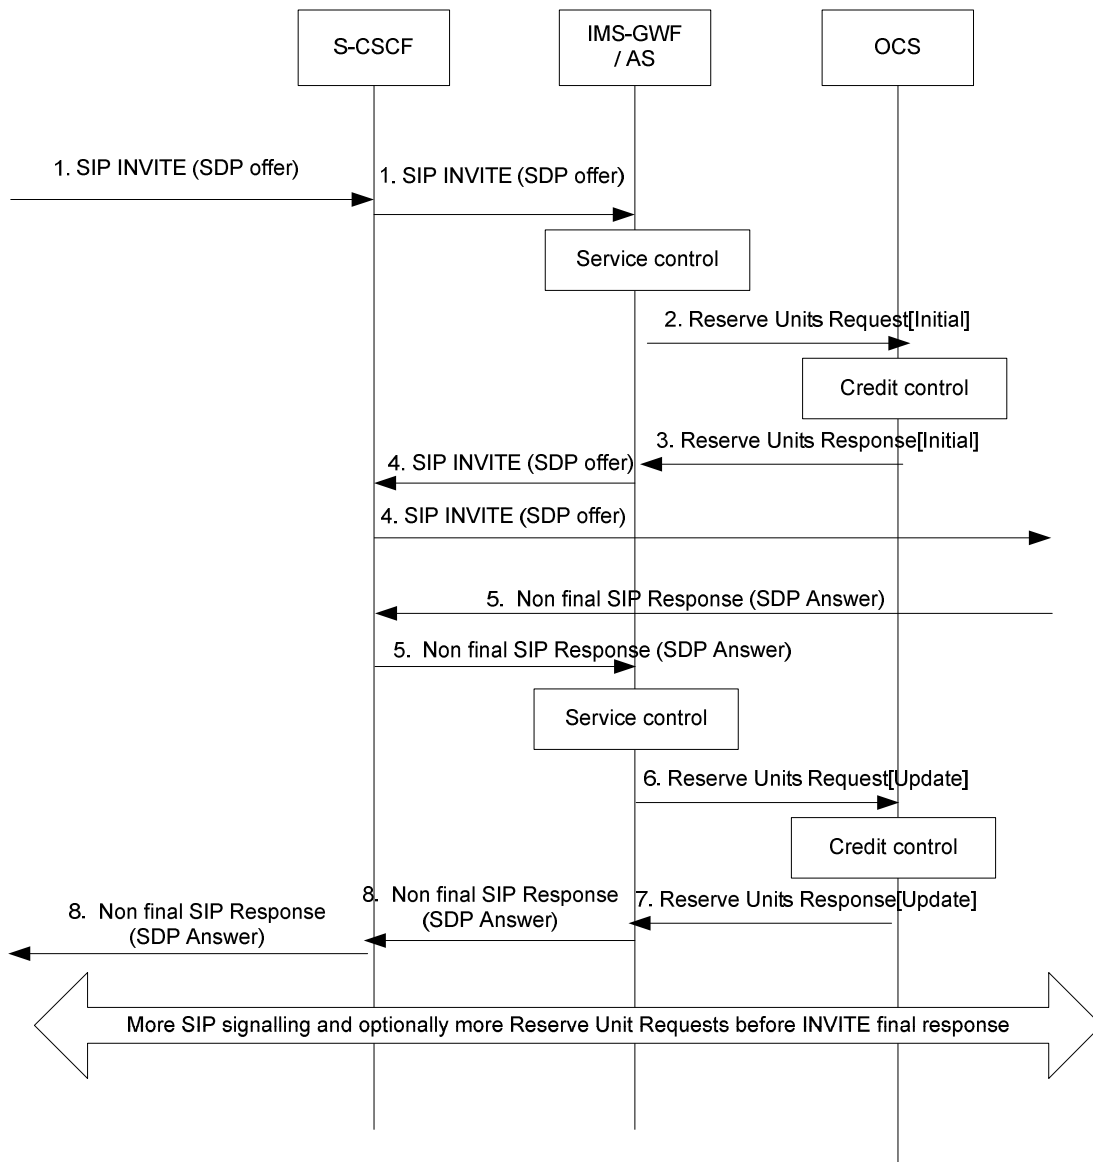 S-CSCF
IMS-GWF
/ AS
OCS
1. SIP INVITE (SDP offer)
1. SIP INVITE (SDP offer)
Service control
2. Reserve Units Request[Initial]
Credit control
3. Reserve Units Response[Initial]
4. SIP INVITE (SDP offer)
4. SIP INVITE (SDP offer)
5. Non final SIP Response (SDP Answer)
5. Non final SIP Response (SDP Answer)
Service control
6. Reserve Units Request[Update]
Credit control
7. Reserve Units Response[Update]
8. Non final SIP Response
(SDP Answer)
8. Non final SIP Response
(SDP Answer)
More SIP signalling and optionally more Reserve Unit Requests before INVITE final response